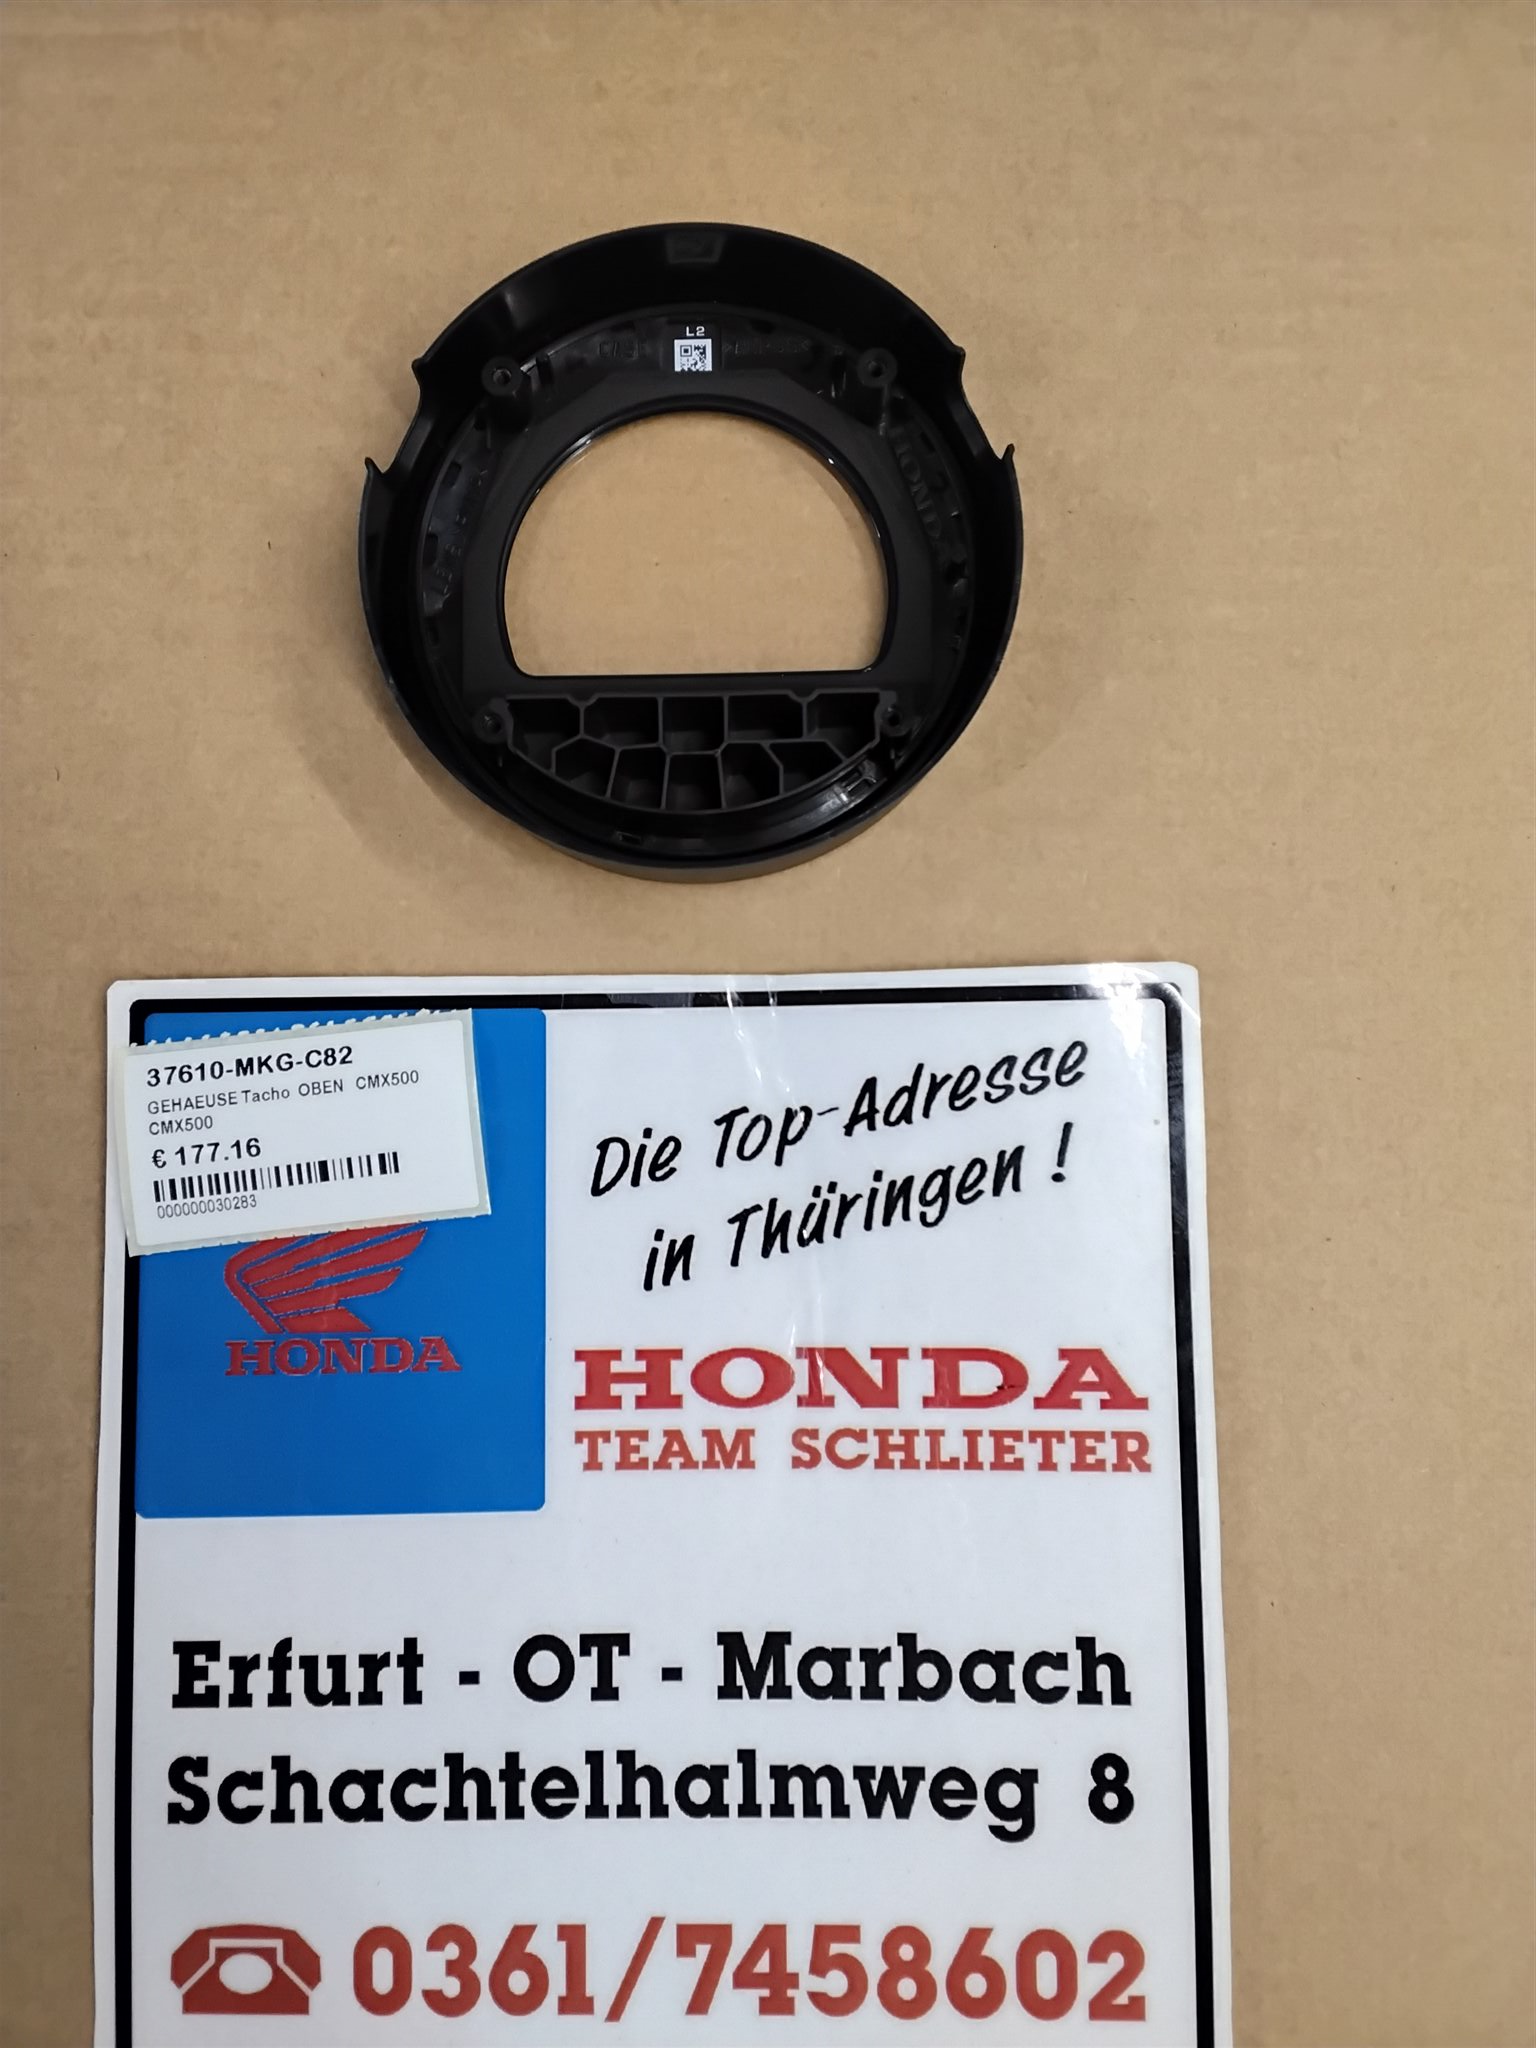 L2
HONDA
37610-MKG-C82
GEHAEUSE Tacho OBEN CMX500
CMX500
€ 177.16
000000030283
HONDA
Die Top-Adresse
in Thüringen !
HONDA
TEAM SCHLIETER
Erfurt - OT - Marbach
Schachtelhalmweg 8
0361/7458602